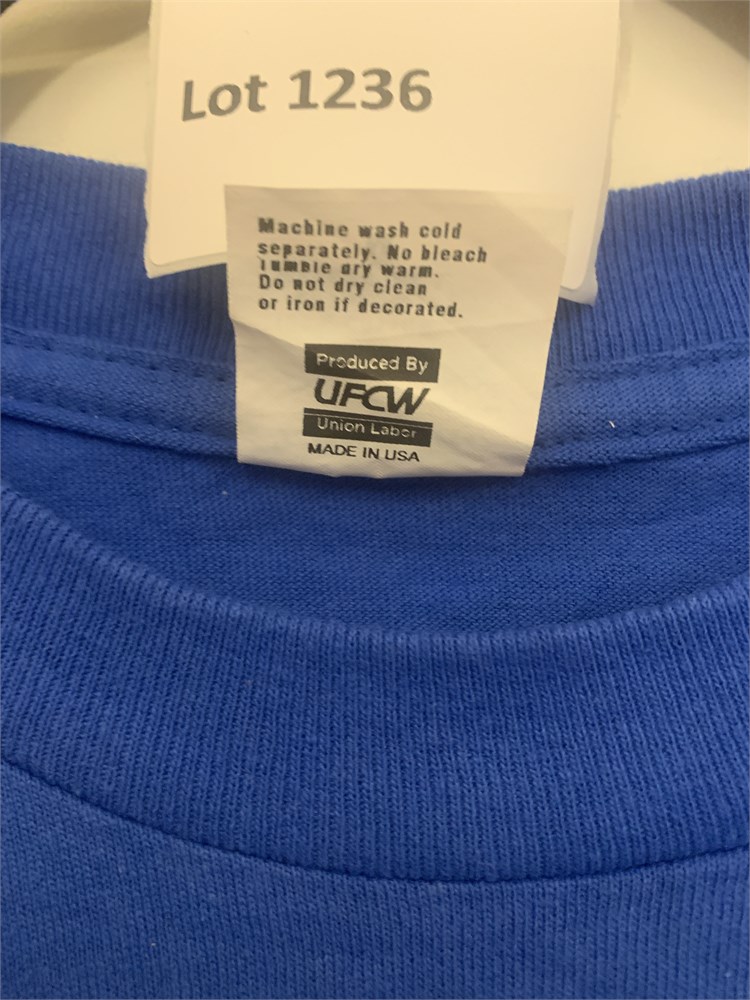 Lot 1236
Machine wash cold
separately. No bleach
Tumble dry warm.
Do not dry clean
or iron if decorated.
Produced By
UFCW
Union Labor
MADE IN USA